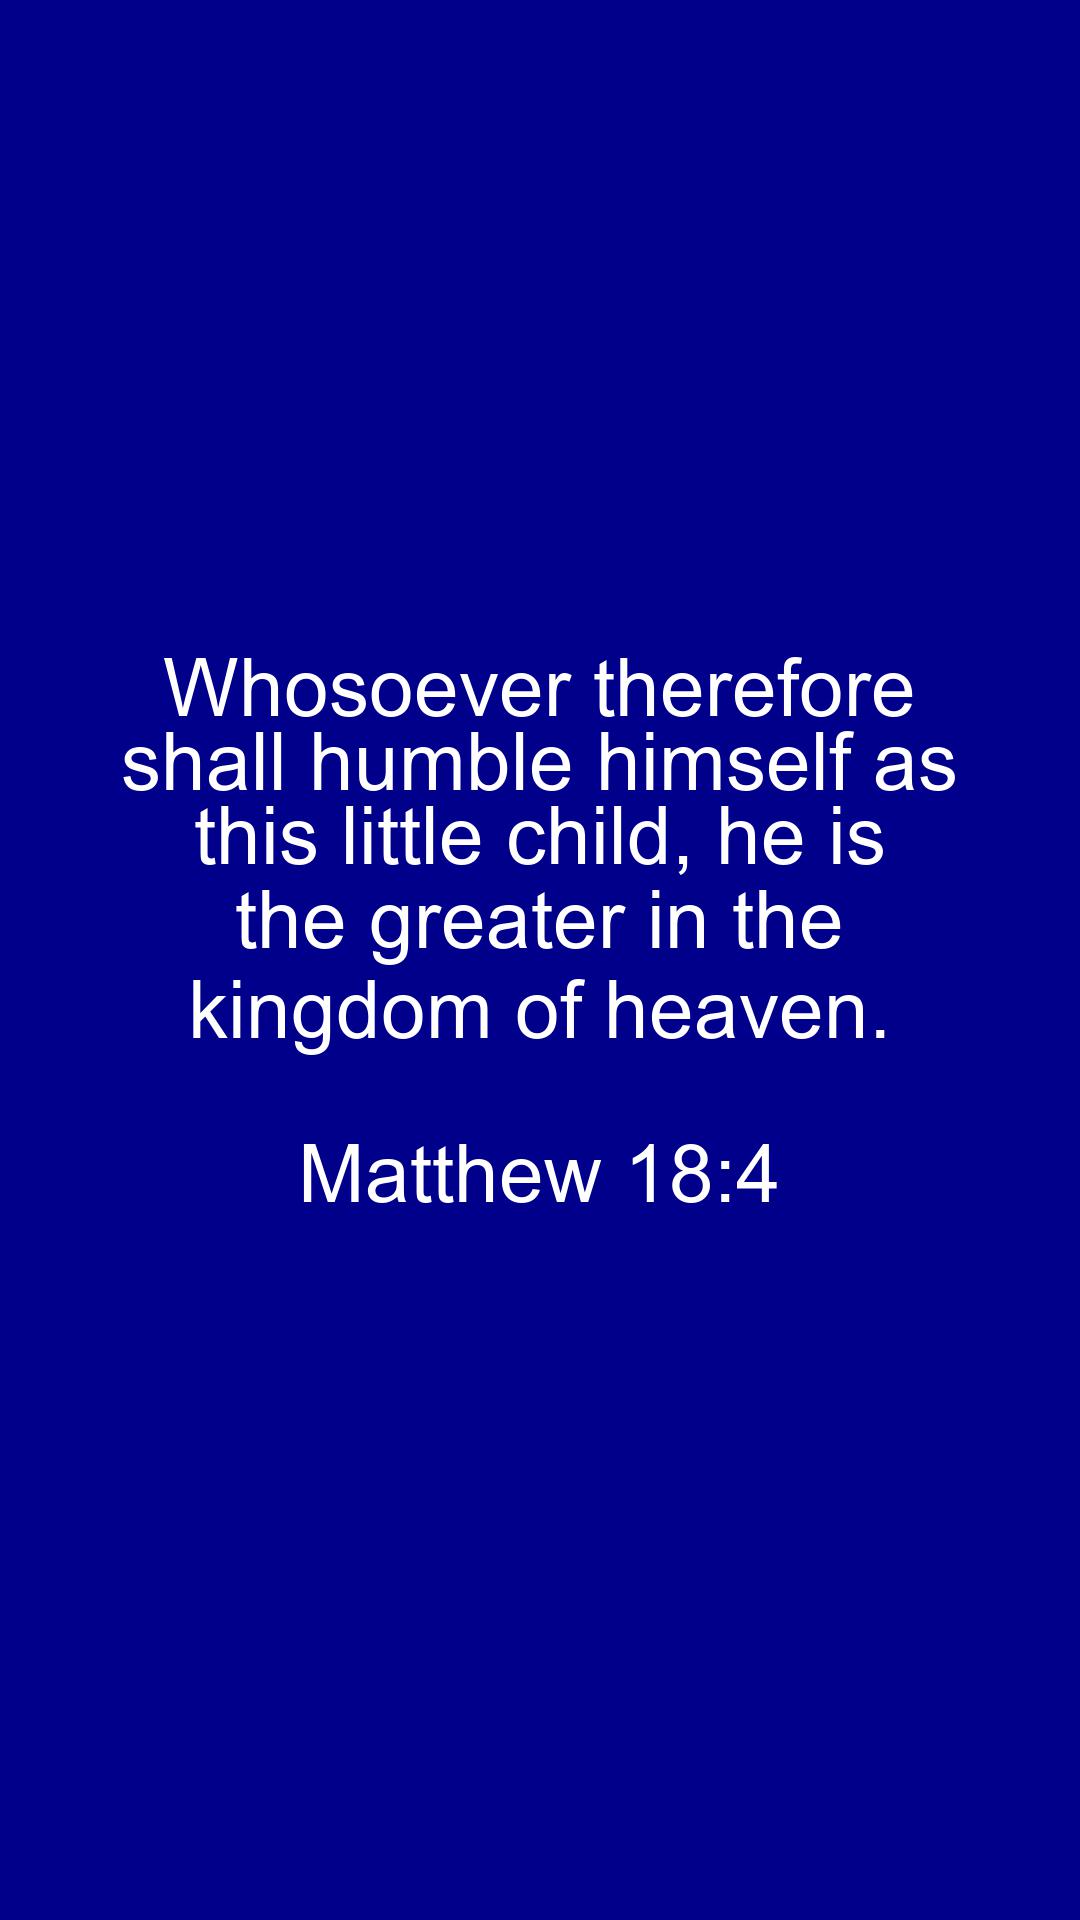 Whosoever therefore
shall humble himself as
this little child, he is
the greater in the
kingdom of heaven.
Matthew 18:4